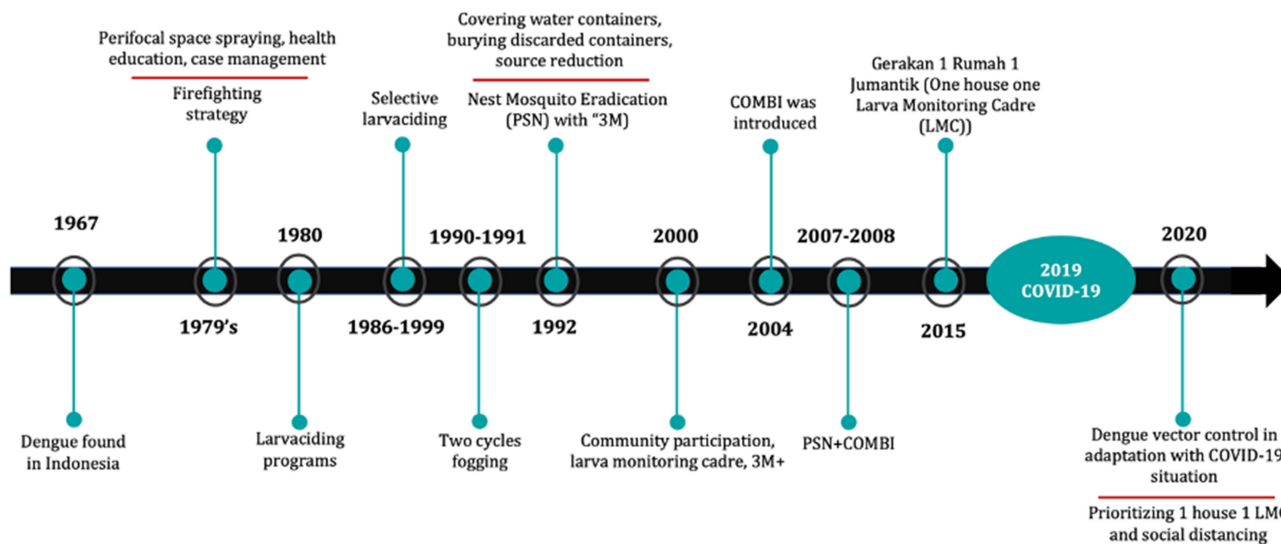 Perifocal space spraying, health
education, case management
Firefighting
strategy
Selective
larvaciding
Covering water containers,
burying discarded containers,
source reduction
Nest Mosquito Eradication
(PSN) with “3M)
COMBI was
introduced
Gerakan 1 Rumah 1
Jumantik (One house one
Larva Monitoring Cadre
(LMC))
1967
1980
1990-1991
2000
2007-2008
2020
2019
COVID-19
1979's
1986-1999
1992
2004
2015
Dengue found
in Indonesia
Larvaciding
programs
Two cycles
fogging
Community participation,
larva monitoring cadre, 3M+
PSN+COMBI
Dengue vector control in
adaptation with COVID-19
situation
Prioritizing 1 house 1 LMC
and social distancing